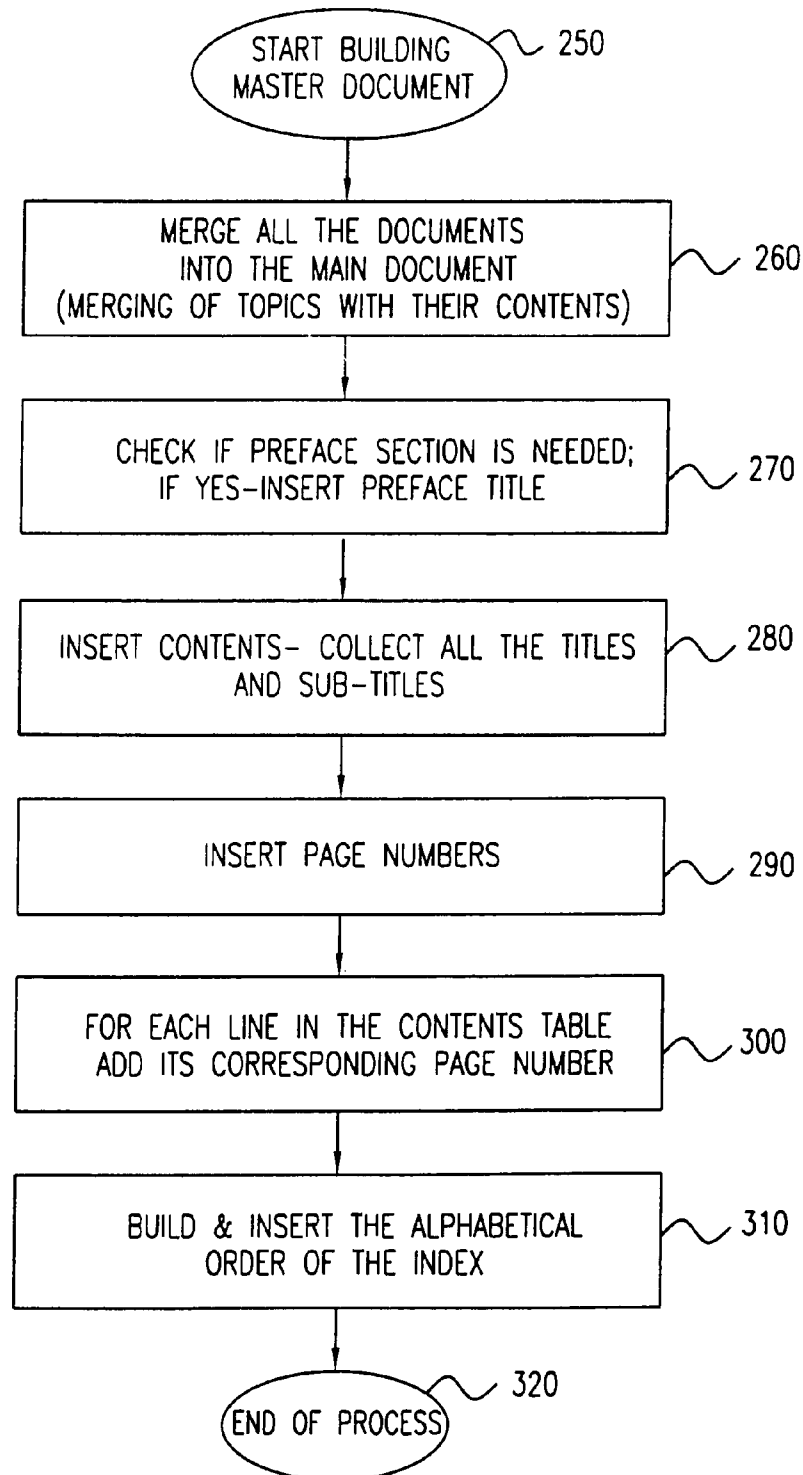 START BUILDING
MASTER DOCUMENT
250
MERGE ALL THE DOCUMENTS
INTO THE MAIN DOCUMENT
(MERGING OF TOPICS WITH THEIR CONTENTS)
260
CHECK IF PREFACE SECTION IS NEEDED;
IF YES-INSERT PREFACE TITLE
270
INSERT CONTENTS- COLLECT ALL THE TITLES
AND SUB-TITLES
280
INSERT PAGE NUMBERS
290
FOR EACH LINE IN THE CONTENTS TABLE
ADD ITS CORRESPONDING PAGE NUMBER
300
BUILD & INSERT THE ALPHABETICAL
ORDER OF THE INDEX
310
END OF PROCESS
320